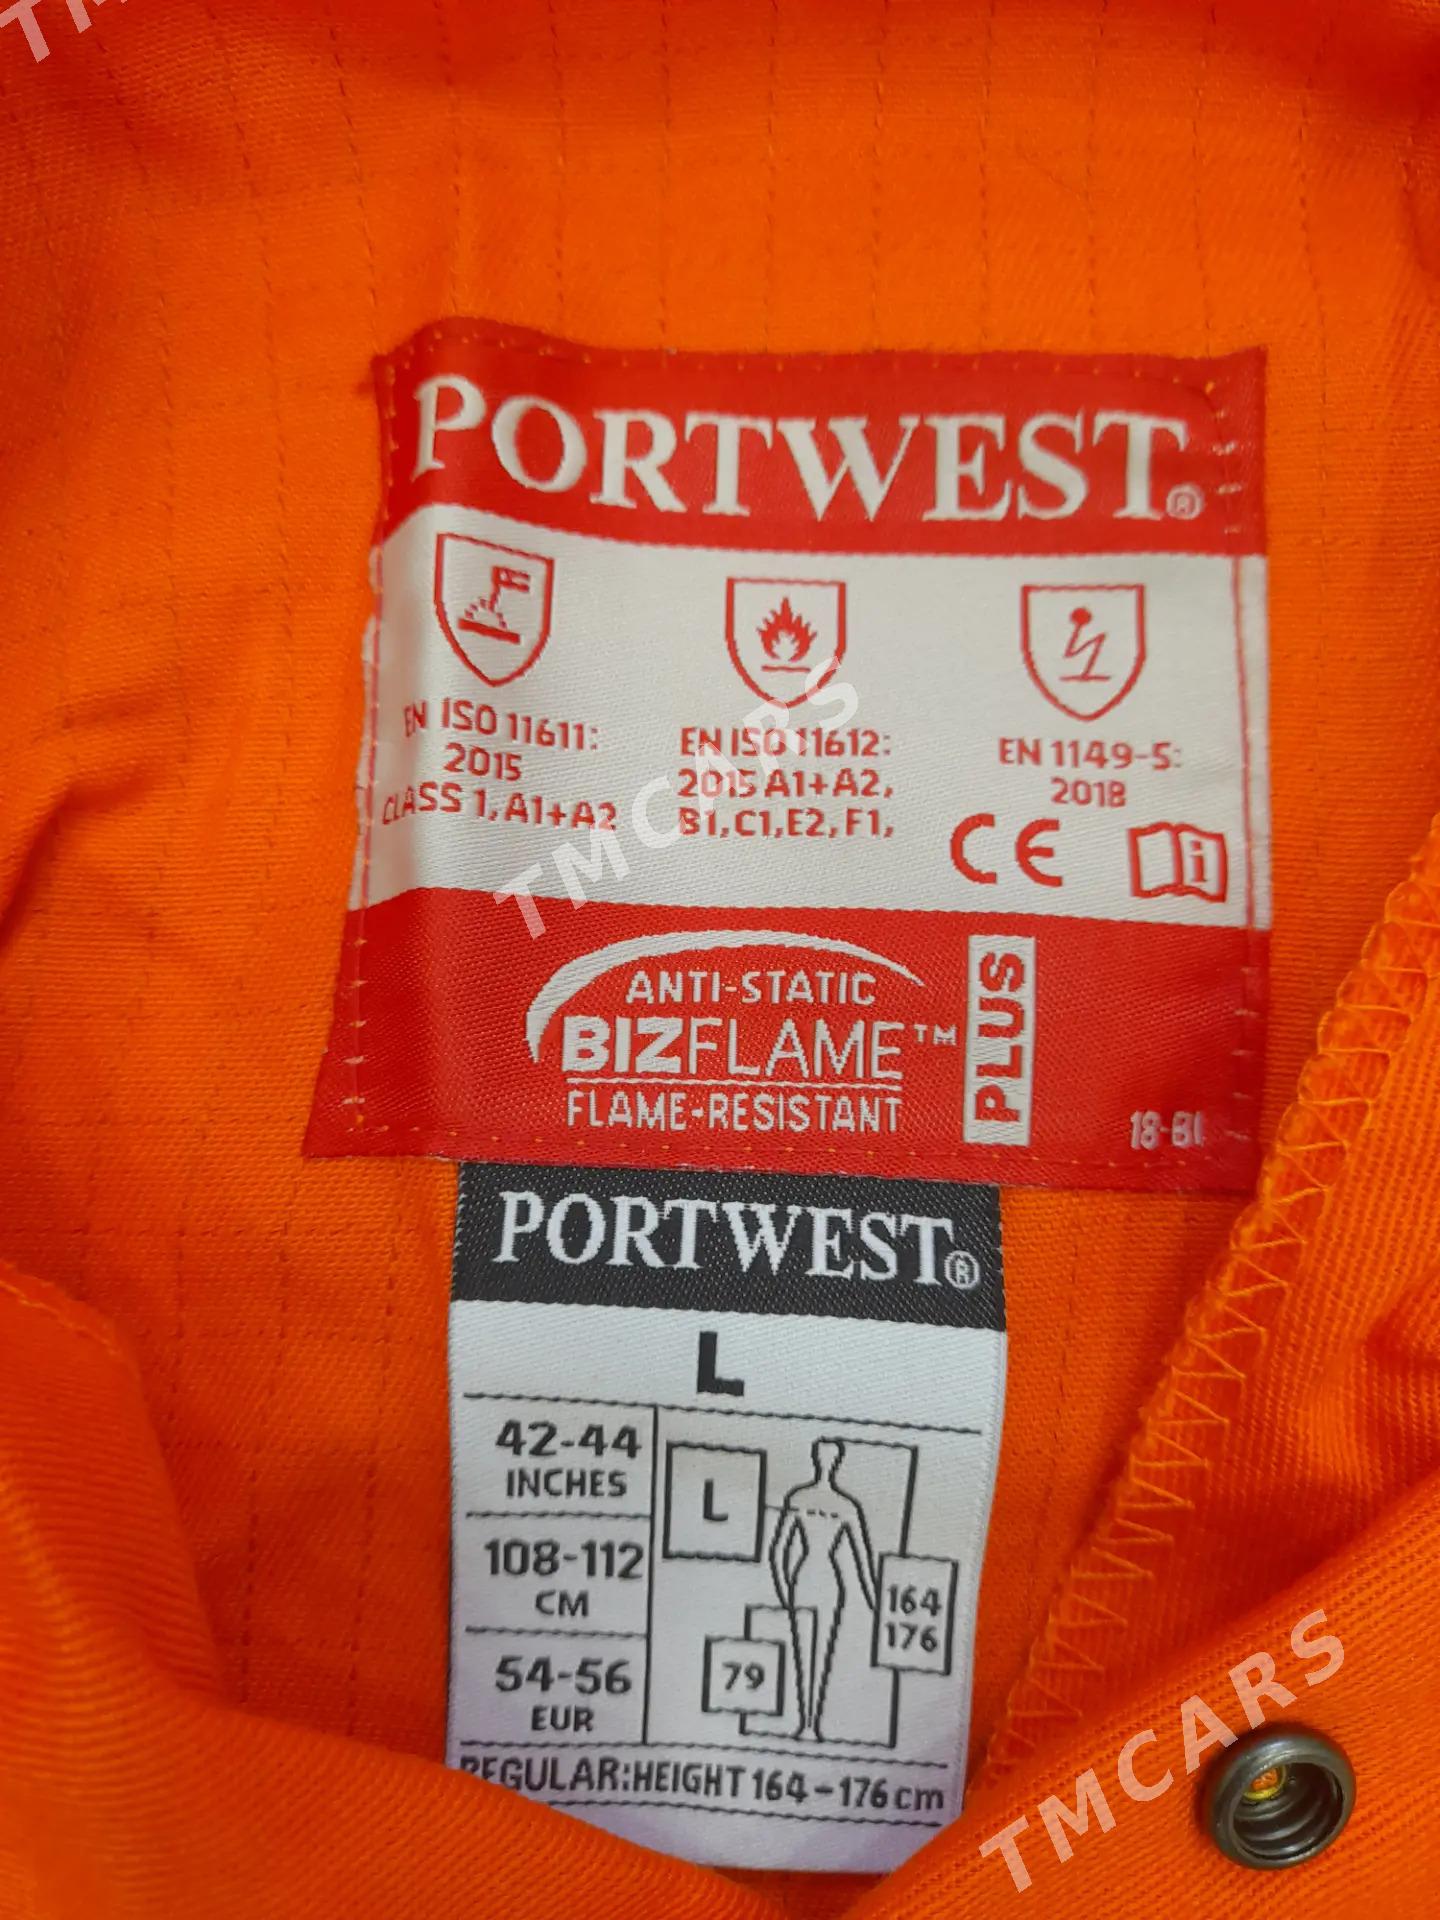 PORTWEST®
EN ISO 11611:
2015
CLASS 1, A1+A2
EN ISO 11612:
2015 A1+A2,
B1,C1,E2,F1,
EN 1149-5:
2018
CE
i
ANTI-STATIC
BIZFLAME™
FLAME-RESISTANT
PLUS
PORTWEST®
L
42-44
INCHES
108-112
CM
54-56
EUR
L
164
176
79
REGULAR:HEIGHT 164-176 cm
TMCARS
TMCARS